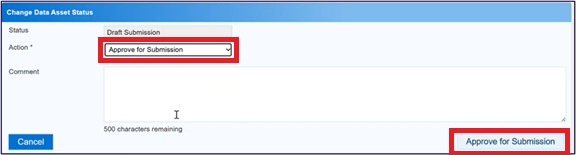 Change Data Asset Status
Status Draft Submission
Action * Approve for Submission
Comment
500 characters remaining
Cancel Approve for Submission